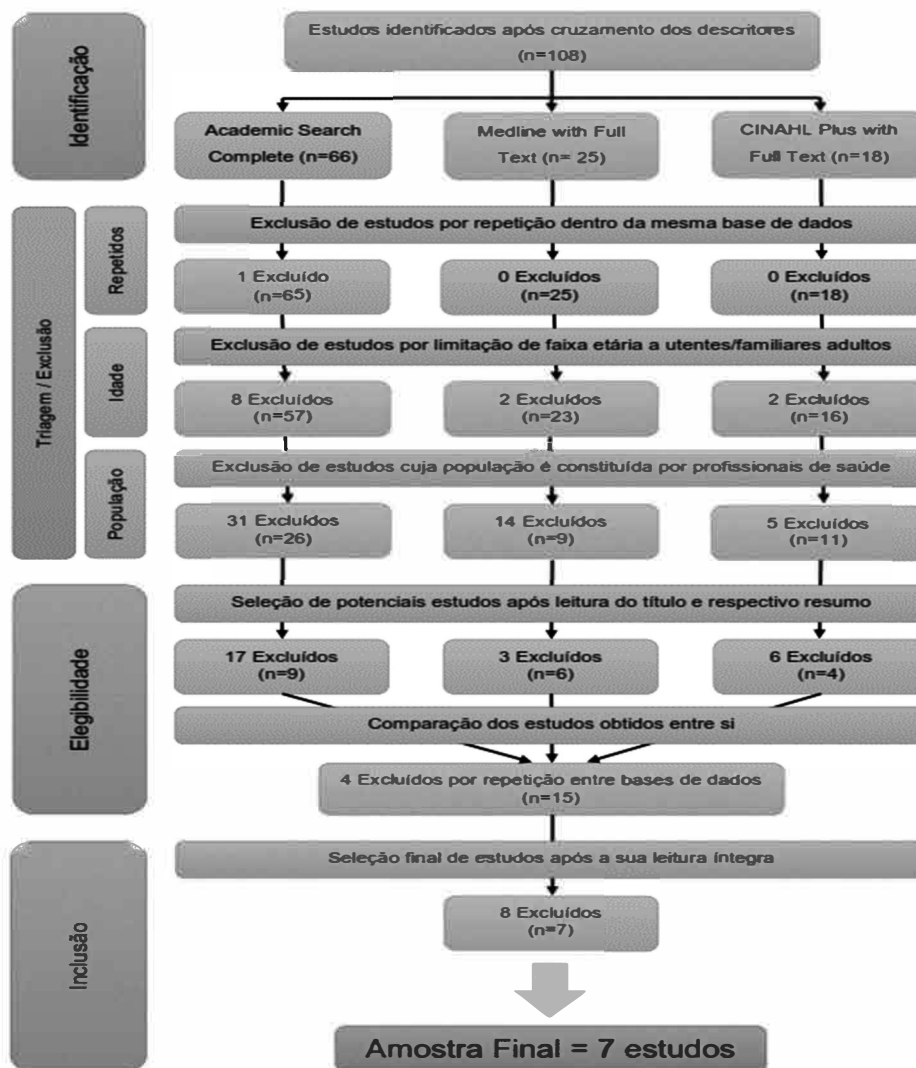 Identificação
Estudos identificados após cruzamento dos descritores
(n=108)
Academic Search
Complete (n=66)
Medline with Full
Text (n= 25)
CINAHL Plus with
Full Text (n=18)
Triagem / Exclusão
Repetidos
Exclusão de estudos por repetição dentro da mesma base de dados
1 Excluído
(n=65)
0 Excluídos
(n=25)
0 Excluídos
(n=18)
Idade
Exclusão de estudos por limitação de faixa etária a utentes/familiares adultos
8 Excluídos
(n=57)
2 Excluídos
(n=23)
2 Excluídos
(n=16)
População
Exclusão de estudos cuja população é constituída por profissionais de saúde
31 Excluídos
(n=26)
14 Excluídos
(n=9)
5 Excluídos
(n=11)
Elegibilidade
Seleção de potenciais estudos após leitura do título e respectivo resumo
17 Excluídos
(n=9)
3 Excluídos
(n=6)
6 Excluídos
(n=4)
Comparação dos estudos obtidos entre si
4 Excluídos por repetição entre bases de dados
(n=15)
Inclusão
Seleção final de estudos após a sua leitura íntegra
8 Excluídos
(n=7)
Amostra Final = 7 estudos